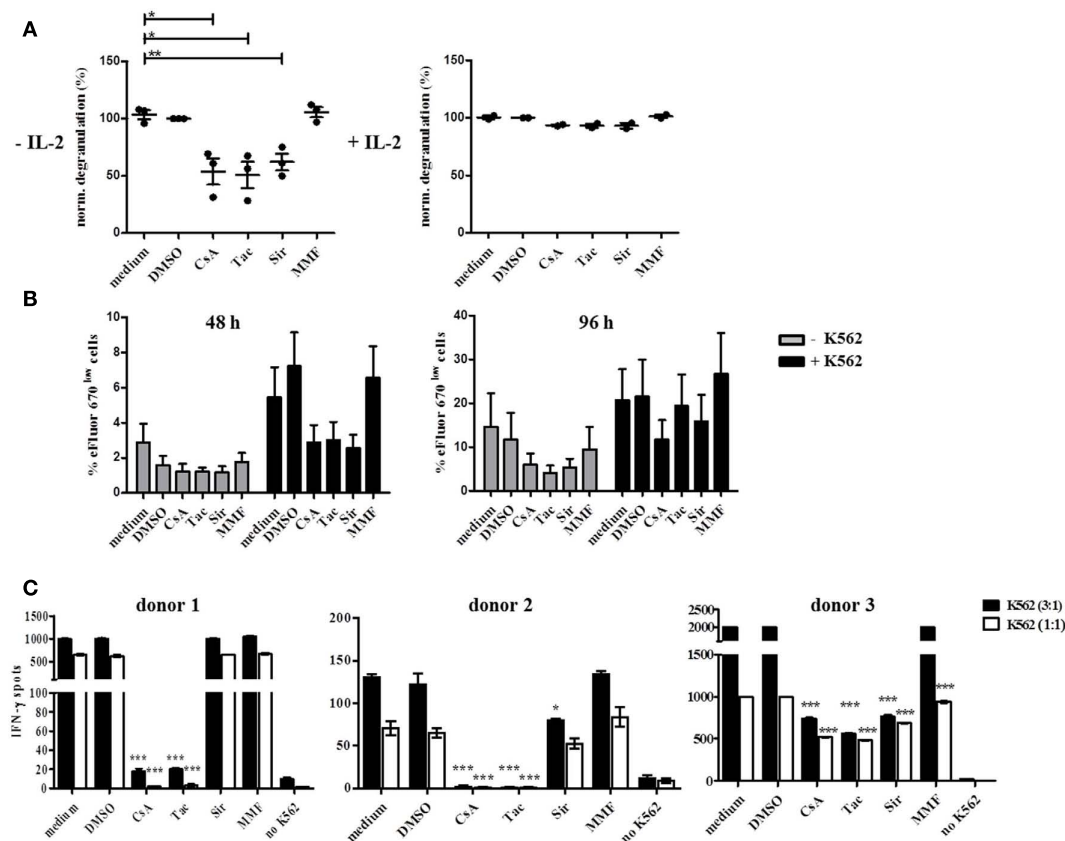 A
*
*
**
- IL-2
norm. degranulation (%)
150
100
50
0
medium
DMSO
CsA
Tac
Sir
MMF
+ IL-2
norm. degranulation (%)
150
100
50
0
medium
DMSO
CsA
Tac
Sir
MMF
B
48 h
% eFluor 670 low cells
10
8
6
4
2
0
medium
DMSO
CsA
Tac
Sir
MMF
medium
DMSO
CsA
Tac
Sir
MMF
96 h
% eFluor 670 low cells
40
30
20
10
0
medium
DMSO
CsA
Tac
Sir
MMF
medium
DMSO
CsA
Tac
Sir
MMF
- K562
+ K562
C
donor 1
IFN-γ spots
1500
1000
500
100
80
60
40
20
0
*** ***
*** ***
medium
DMSO
CsA
Tac
Sir
MMF
no K562
donor 2
200
150
100
50
0
*** ***
*** ***
*
medium
DMSO
CsA
Tac
Sir
MMF
no K562
donor 3
2000
1500
1000
500
0
*** ***
*** ***
*** ***
***
medium
DMSO
CsA
Tac
Sir
MMF
no K562
K562 (3:1)
K562 (1:1)